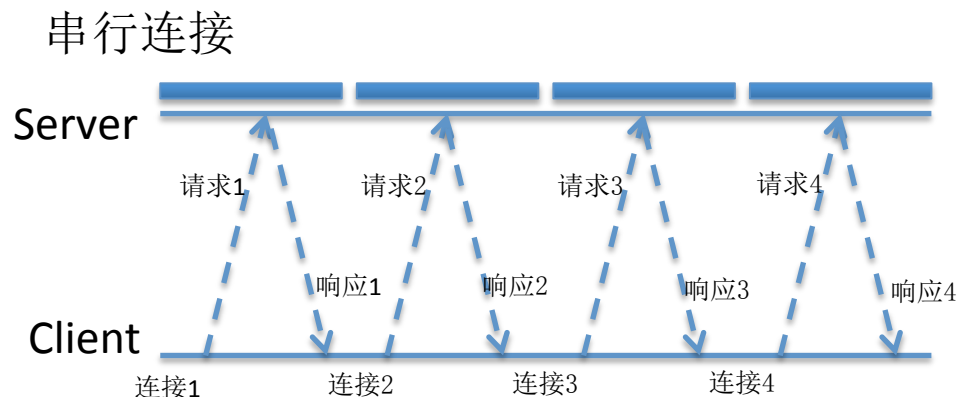 串行连接
Server
请求1 请求2 请求3 请求4
响应1 响应2 响应3 响应4
Client
连接1 连接2 连接3 连接4